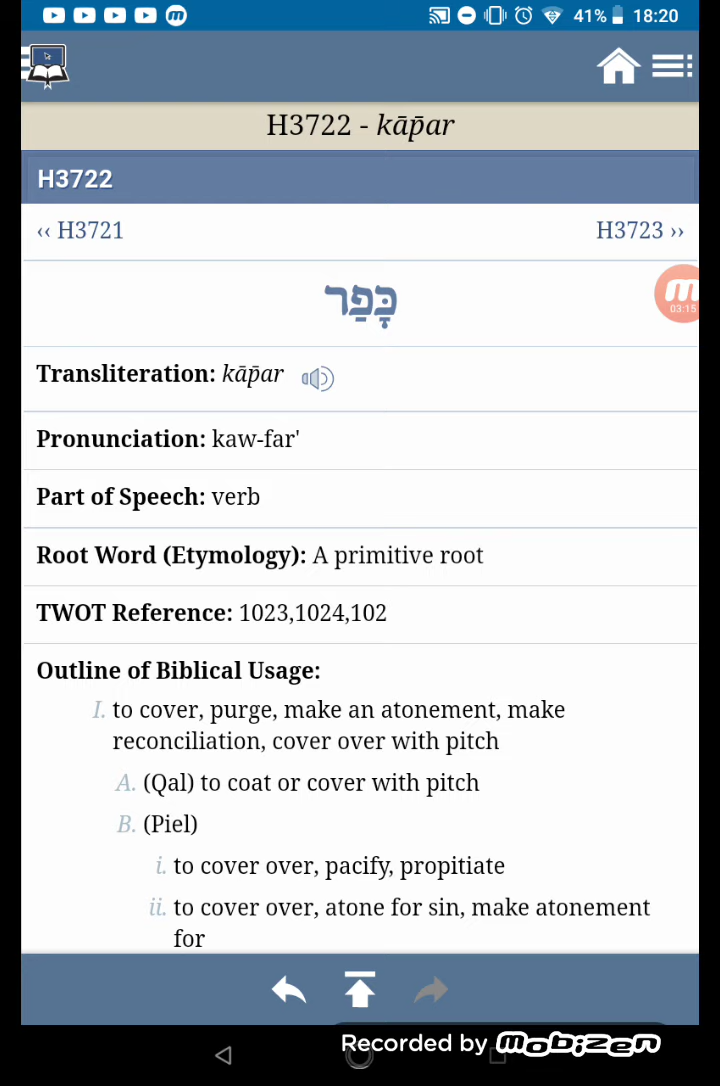 41% 18:20
H3722 - kāp̄ar
H3722
‹‹ H3721 H3723 ››
כָּפַר
03:15
Transliteration: kāp̄ar
Pronunciation: kaw-far'
Part of Speech: verb
Root Word (Etymology): A primitive root
TWOT Reference: 1023,1024,102
Outline of Biblical Usage:
I. to cover, purge, make an atonement, make
reconciliation, cover over with pitch
A. (Qal) to coat or cover with pitch
B. (Piel)
i. to cover over, pacify, propitiate
ii. to cover over, atone for sin, make atonement
for
Recorded by mobizen